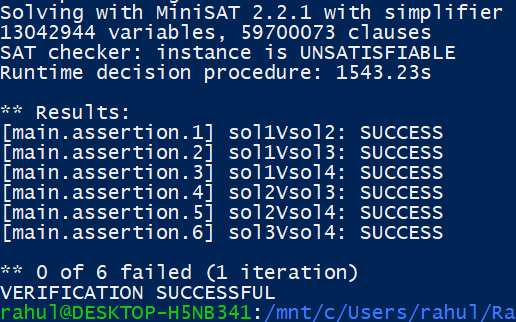 Solving with MiniSAT 2.2.1 with simplifier
13042944 variables, 59700073 clauses
SAT checker: instance is UNSATISFIABLE
Runtime decision procedure: 1543.23s
** Results:
[main.assertion.1] sol1Vsol2: SUCCESS
[main.assertion.2] sol1Vsol3: SUCCESS
[main.assertion.3] sol1Vsol4: SUCCESS
[main.assertion.4] sol2Vsol3: SUCCESS
[main.assertion.5] sol2Vsol4: SUCCESS
[main.assertion.6] sol3Vsol4: SUCCESS
** 0 of 6 failed (1 iteration)
VERIFICATION SUCCESSFUL
rahul@DESKTOP-H5NB341:/mnt/c/Users/rahul/Ra